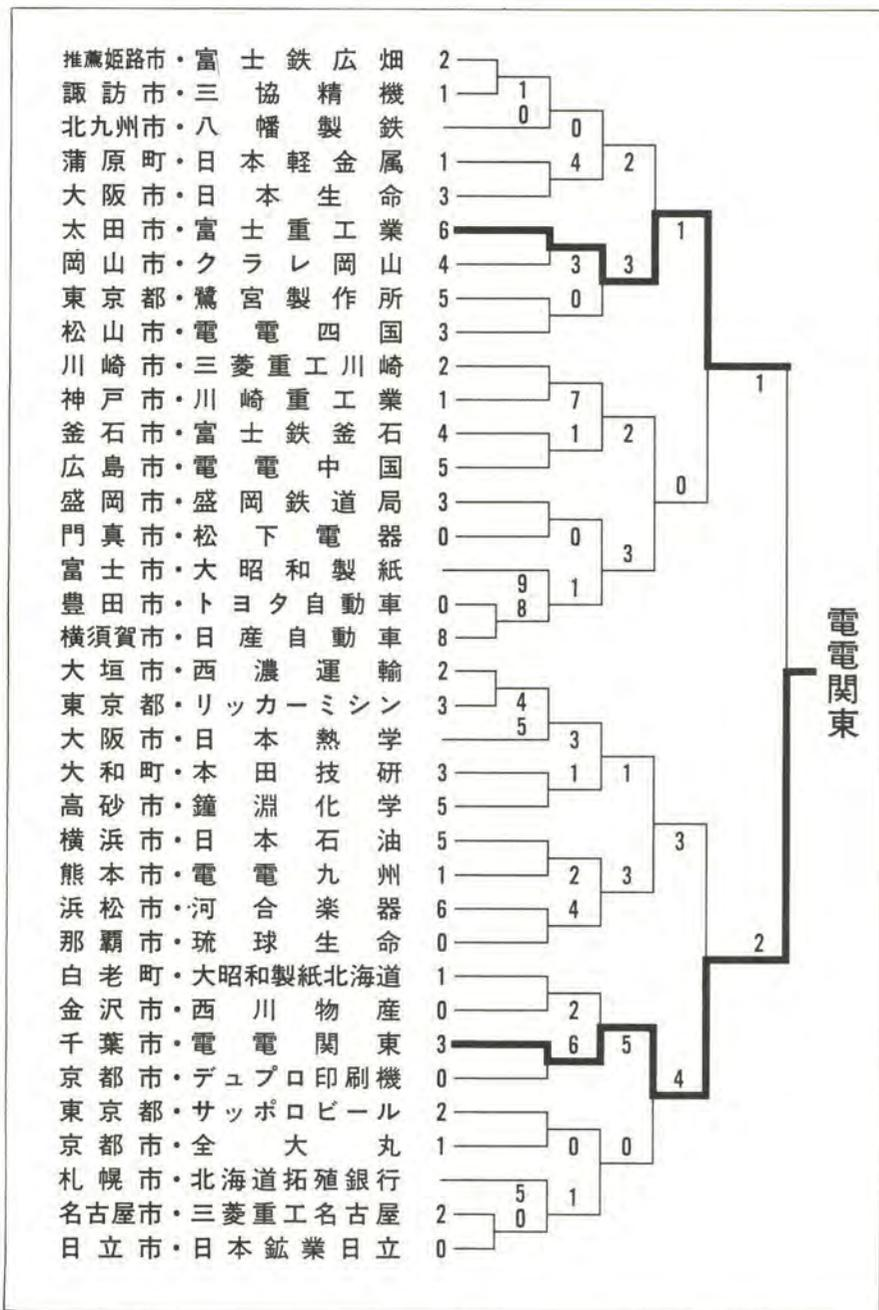 推薦姫路市・富士鉄広畑 2
諏訪市・三協精機 1
北九州市・八幡製鉄
蒲原町・日本軽金属 1
大阪市・日本生命 3
太田市・富士重工業 6
岡山市・クラレ岡山 4
東京都・鷺宮製作所 5
松山市・電電四国 3
川崎市・三菱重工川崎 2
神戸市・川崎重工業 1
釜石市・富士鉄釜石 4
広島市・電電中国 5
盛岡市・盛岡鉄道局 3
門真市・松下電器 0
富士市・大昭和製紙
豊田市・トヨタ自動車 0
横須賀市・日産自動車 8
大垣市・西濃運輸 2
東京都・リッカーミシン 3
大阪市・日本熱学
大和町・本田技研 3
高砂市・鐘淵化学 5
横浜市・日本石油 5
熊本市・電電九州 1
浜松市・河合楽器 6
那覇市・琉球生命 0
白老町・大昭和製紙北海道 1
金沢市・西川物産 0
千葉市・電電関東 3
京都市・デュプロ印刷機 0
東京都・サッポロビール 2
京都市・全大丸 1
札幌市・北海道拓殖銀行
名古屋市・三菱重工名古屋 2
日立市・日本鉱業日立 0
1
0
9
8
4
5
5
0
0
4
3
0
7
1
0
1
3
1
2
4
2
6
0
1
2
3
2
3
1
3
5
0
1
0
3
4
1
2
電電関東